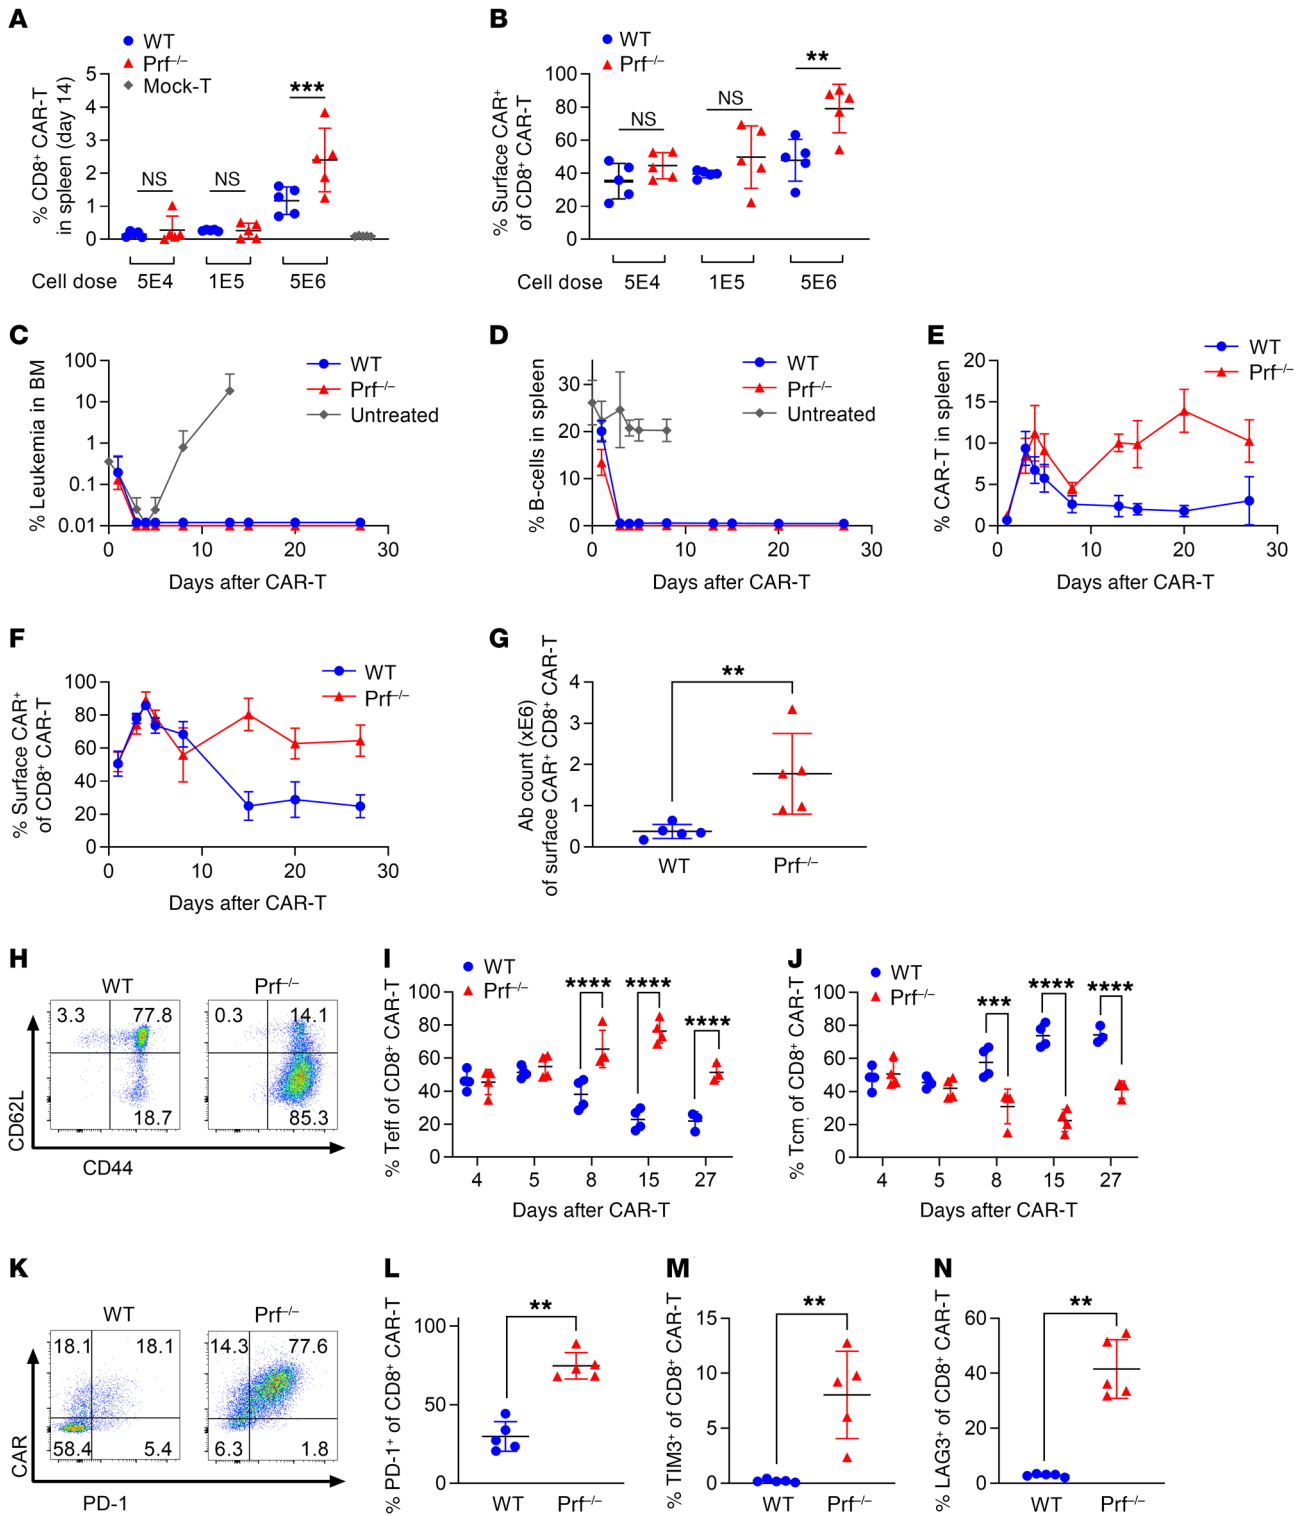 A
WT
Prf–/–
Mock-T
% CD8+ CAR-T
in spleen (day 14)
5
4
3
2
1
0
NS
NS
***
Cell dose
5E4
1E5
5E6
B
WT
Prf–/–
% Surface CAR+
of CD8+ CAR-T
100
80
60
40
20
0
NS
NS
**
Cell dose
5E4
1E5
5E6
C
% Leukemia in BM
100
10
1
0.1
0.01
WT
Prf–/–
Untreated
0
10
20
30
Days after CAR-T
D
% B-cells in spleen
30
20
10
0
WT
Prf–/–
Untreated
0
10
20
30
Days after CAR-T
E
% CAR-T in spleen
20
15
10
5
0
WT
Prf–/–
0
10
20
30
Days after CAR-T
F
% Surface CAR+
of CD8+ CAR-T
100
80
60
40
20
0
WT
Prf–/–
0
10
20
30
Days after CAR-T
G
Ab count (xE6)
of surface CAR+ CD8+ CAR-T
4
3
2
1
0
**
WT
Prf–/–
H
WT
Prf–/–
3.3
77.8
18.7
0.3
14.1
85.3
CD62L
CD44
I
WT
Prf–/–
% Teff of CD8+ CAR-T
100
80
60
40
20
0
****
****
****
4
5
8
15
27
Days after CAR-T
J
WT
Prf–/–
% Tcm of CD8+ CAR-T
100
80
60
40
20
0
***
****
****
4
5
8
15
27
Days after CAR-T
K
WT
Prf–/–
18.1
18.1
58.4
5.4
14.3
77.6
6.3
1.8
CAR
PD-1
L
% PD-1+ of CD8+ CAR-T
100
50
0
**
WT
Prf–/–
M
% TIM3+ of CD8+ CAR-T
15
10
5
0
**
WT
Prf–/–
N
% LAG3+ of CD8+ CAR-T
60
40
20
0
**
WT
Prf–/–